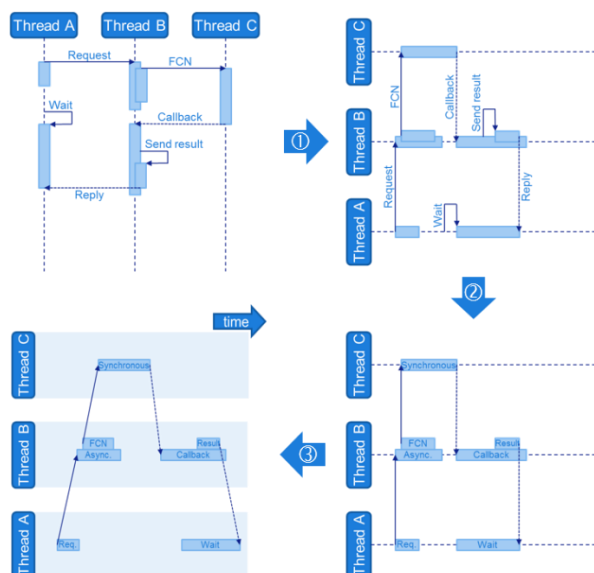 Thread A
Thread B
Thread C
Request
FCN
Wait
Callback
Send result
Reply
①
Thread C
Thread B
Thread A
FCN
Callback
Send result
Request
Wait
Reply
②
time
Thread C
Thread B
Thread A
Synchronous
FCN
Result
Async.
Callback
Req.
Wait
③
Thread C
Thread B
Thread A
Synchronous
FCN
Result
Async.
Callback
Req.
Wait